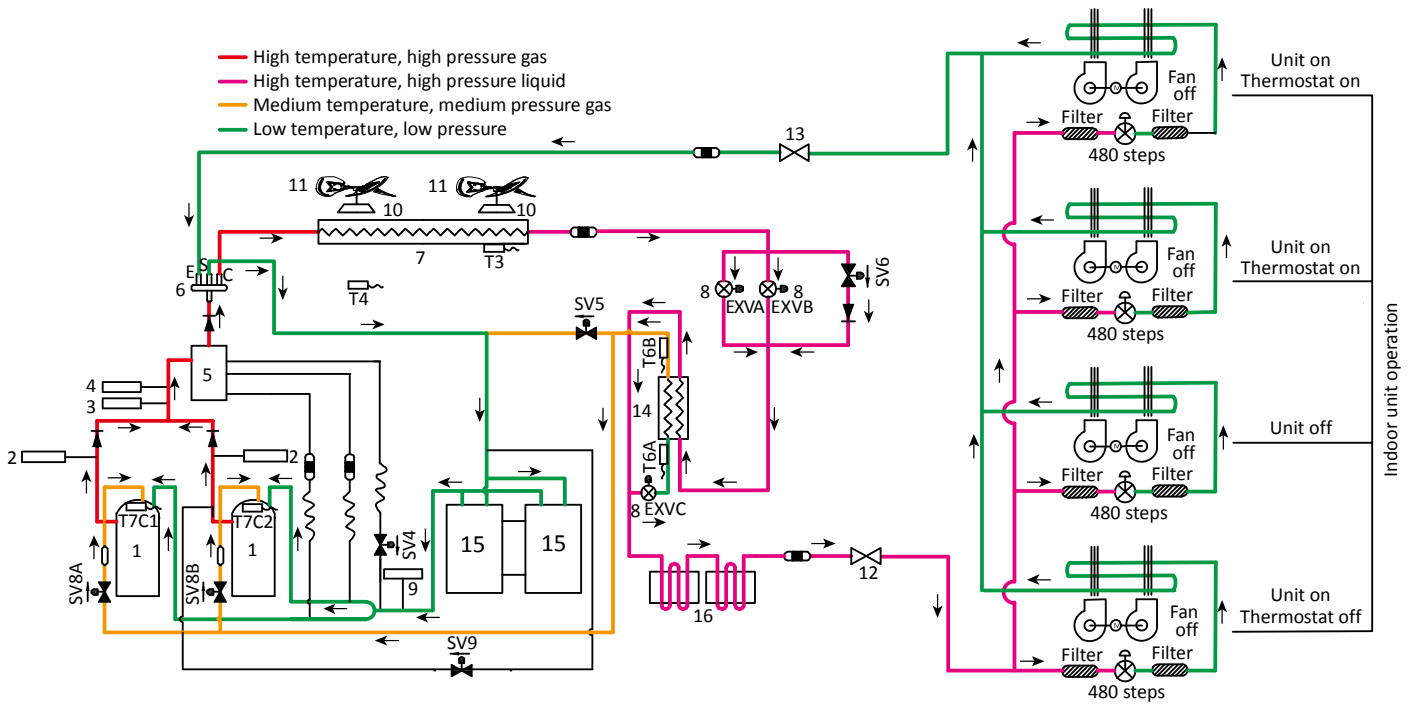 High temperature, high pressure gas
High temperature, high pressure liquid
Medium temperature, medium pressure gas
Low temperature, low pressure
13
11
11
10
10
7
T3
T4
E
S
C
6
SV5
8
EXVA
8
EXVB
SV6
T6B
14
T6A
8
EXVC
5
4
3
2
2
T7C1
T7C2
1
1
SV8A
SV8B
SV4
9
15
15
SV9
16
12
Fan
off
Filter
Filter
480 steps
Unit on
Thermostat on
M
Fan
off
Filter
Filter
480 steps
Unit on
Thermostat on
M
Fan
off
Filter
Filter
480 steps
Unit off
M
Fan
off
Filter
Filter
480 steps
Unit on
Thermostat off
M
Indoor unit operation